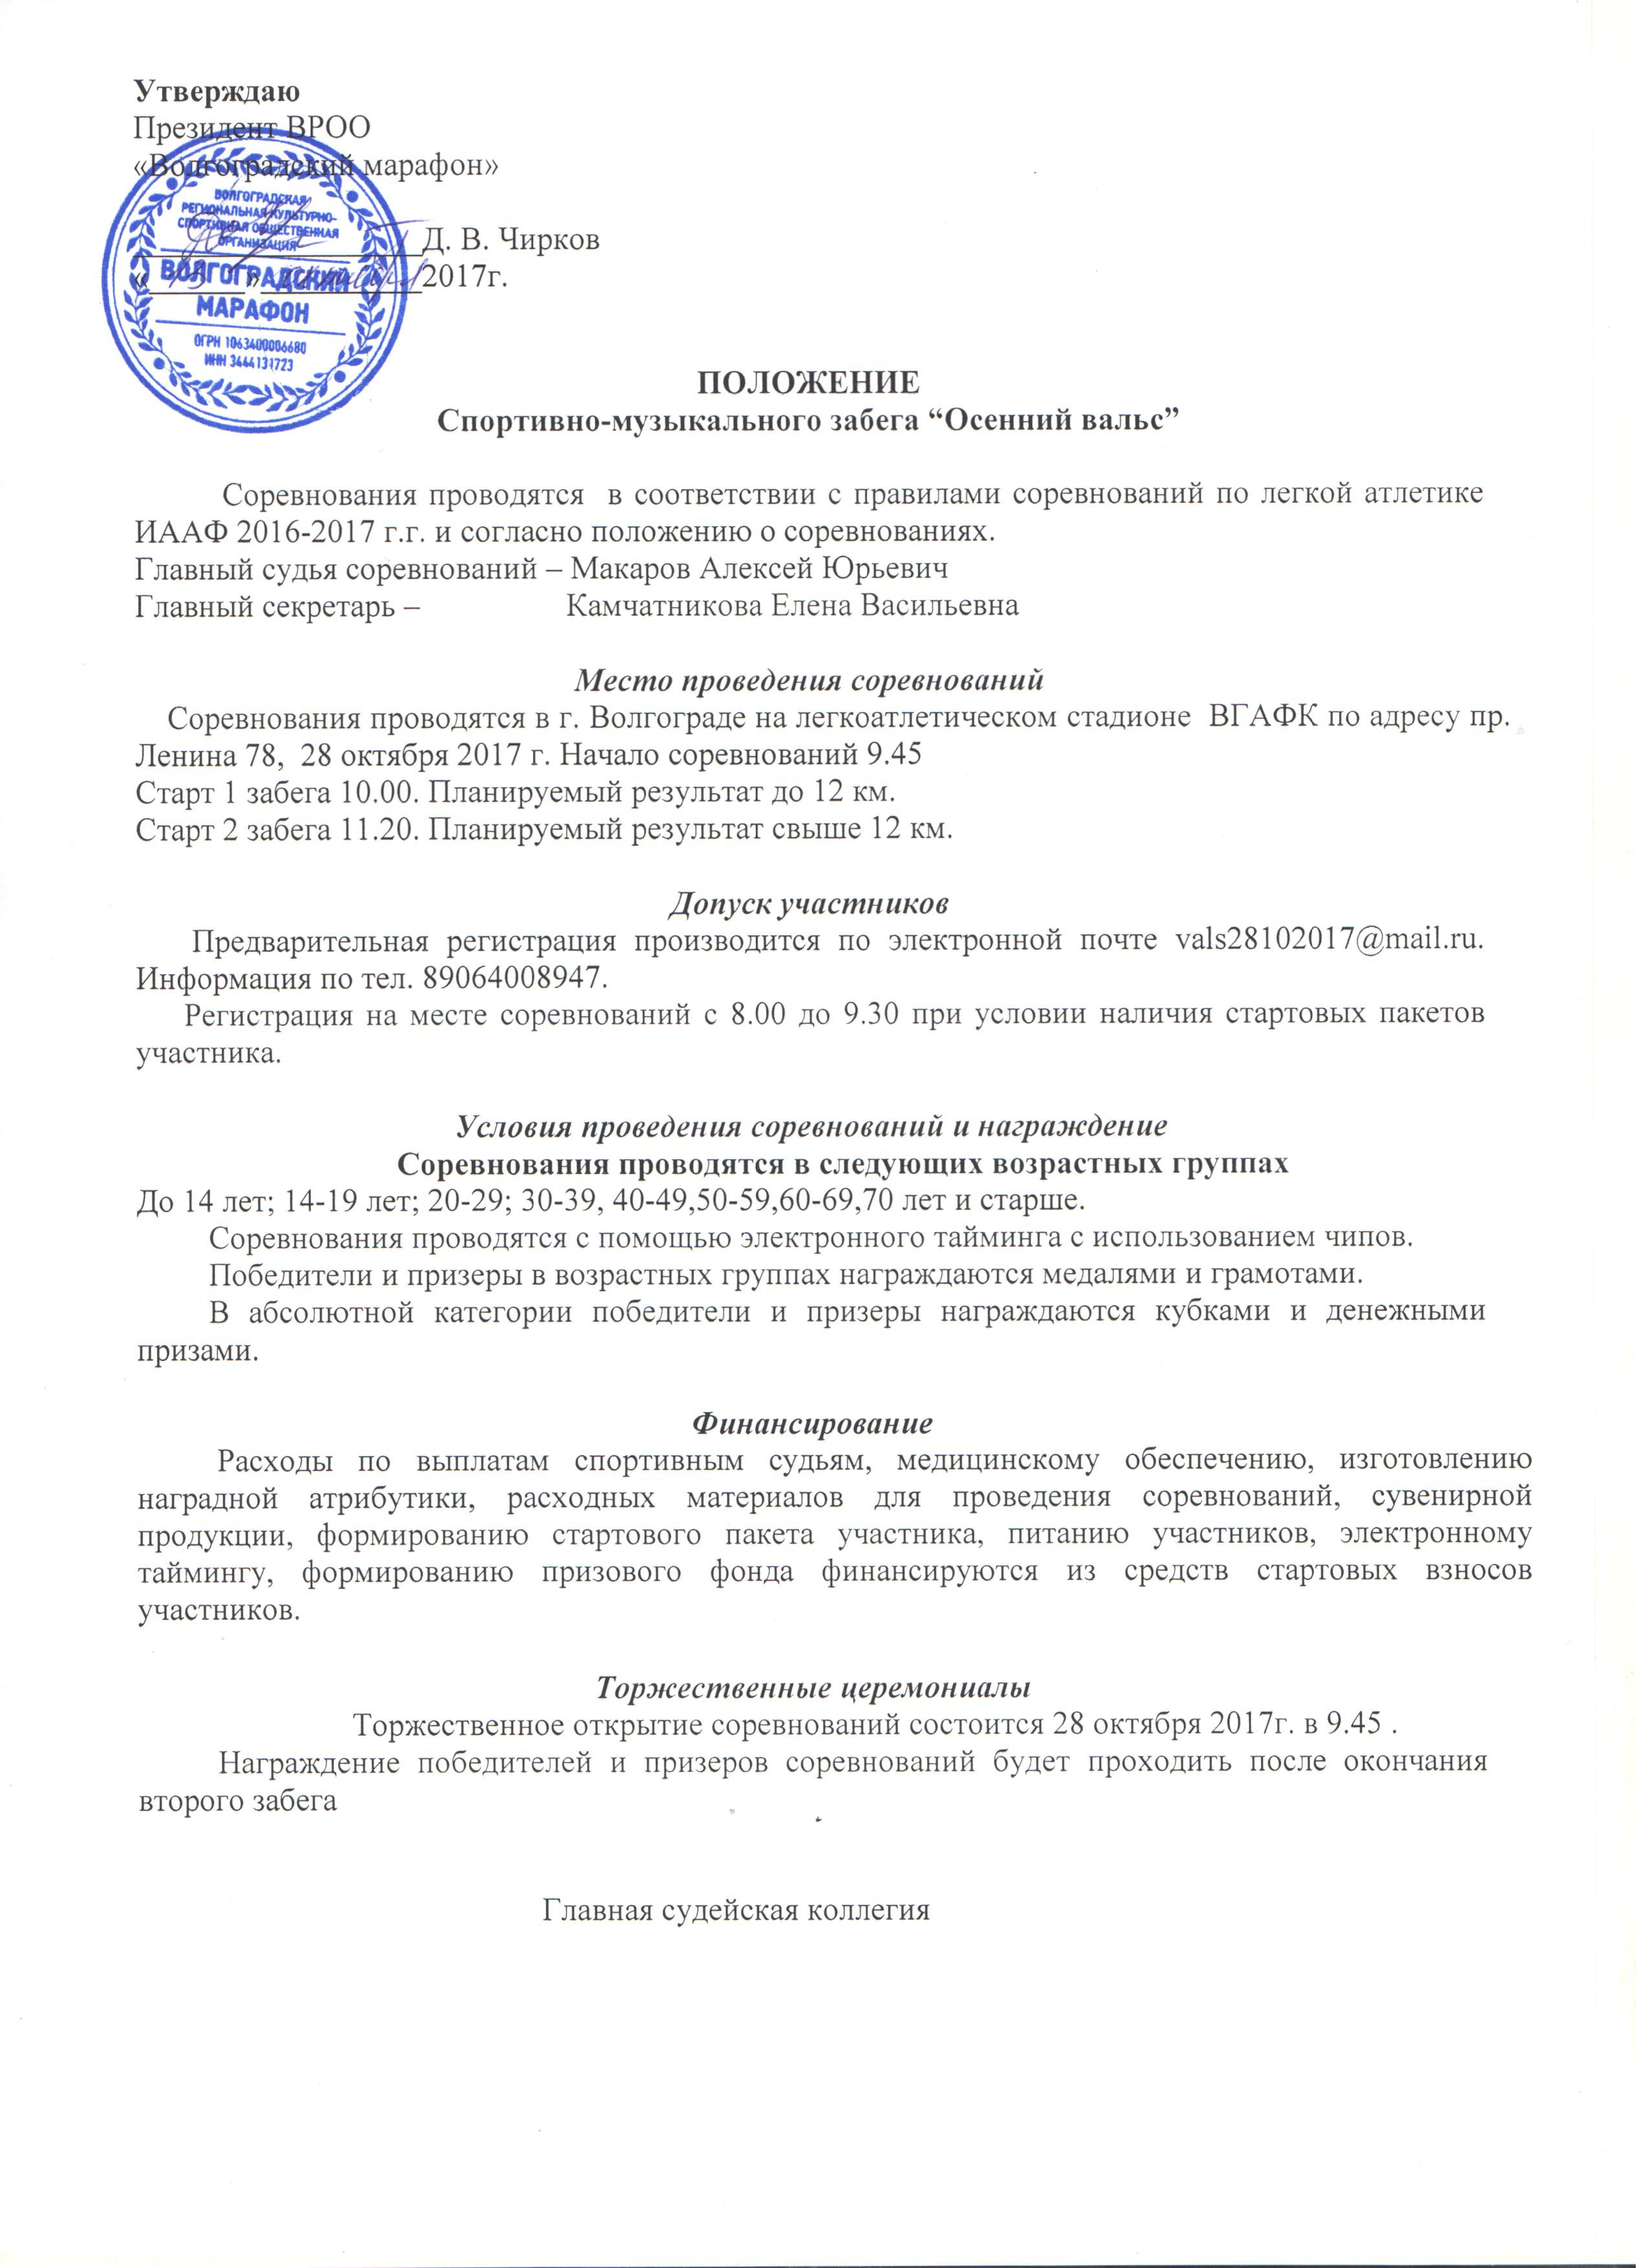 Утверждаю
Президент ВРОО
«Волгоградский марафон»
ВОЛГОГРАДСКАЯ
РЕГИОНАЛЬНАЯ КУЛЬТУРНО-
СПОРТИВНАЯ ОБЩЕСТВЕННАЯ
ОРГАНИЗАЦИЯ
Д. В. Чирков
« » 2017г.
ВОЛГОГРАДСКИЙ
МАРАФОН
ОГРН 1063400006680
ИНН 3444131723
ПОЛОЖЕНИЕ
Спортивно-музыкального забега “Осенний вальс”
Соревнования проводятся в соответствии с правилами соревнований по легкой атлетике
ИААФ 2016-2017 г.г. и согласно положению о соревнованиях.
Главный судья соревнований – Макаров Алексей Юрьевич
Главный секретарь – Камчатникова Елена Васильевна
Место проведения соревнований
Соревнования проводятся в г. Волгограде на легкоатлетическом стадионе ВГАФК по адресу пр.
Ленина 78, 28 октября 2017 г. Начало соревнований 9.45
Старт 1 забега 10.00. Планируемый результат до 12 км.
Старт 2 забега 11.20. Планируемый результат свыше 12 км.
Допуск участников
Предварительная регистрация производится по электронной почте vals28102017@mail.ru.
Информация по тел. 89064008947.
Регистрация на месте соревнований с 8.00 до 9.30 при условии наличия стартовых пакетов
участника.
Условия проведения соревнований и награждение
Соревнования проводятся в следующих возрастных группах
До 14 лет; 14-19 лет; 20-29; 30-39, 40-49,50-59,60-69,70 лет и старше.
Соревнования проводятся с помощью электронного тайминга с использованием чипов.
Победители и призеры в возрастных группах награждаются медалями и грамотами.
В абсолютной категории победители и призеры награждаются кубками и денежными
призами.
Финансирование
Расходы по выплатам спортивным судьям, медицинскому обеспечению, изготовлению
наградной атрибутики, расходных материалов для проведения соревнований, сувенирной
продукции, формированию стартового пакета участника, питанию участников, электронному
таймингу, формированию призового фонда финансируются из средств стартовых взносов
участников.
Торжественные церемониалы
Торжественное открытие соревнований состоится 28 октября 2017г. в 9.45 .
Награждение победителей и призеров соревнований будет проходить после окончания
второго забега
Главная судейская коллегия